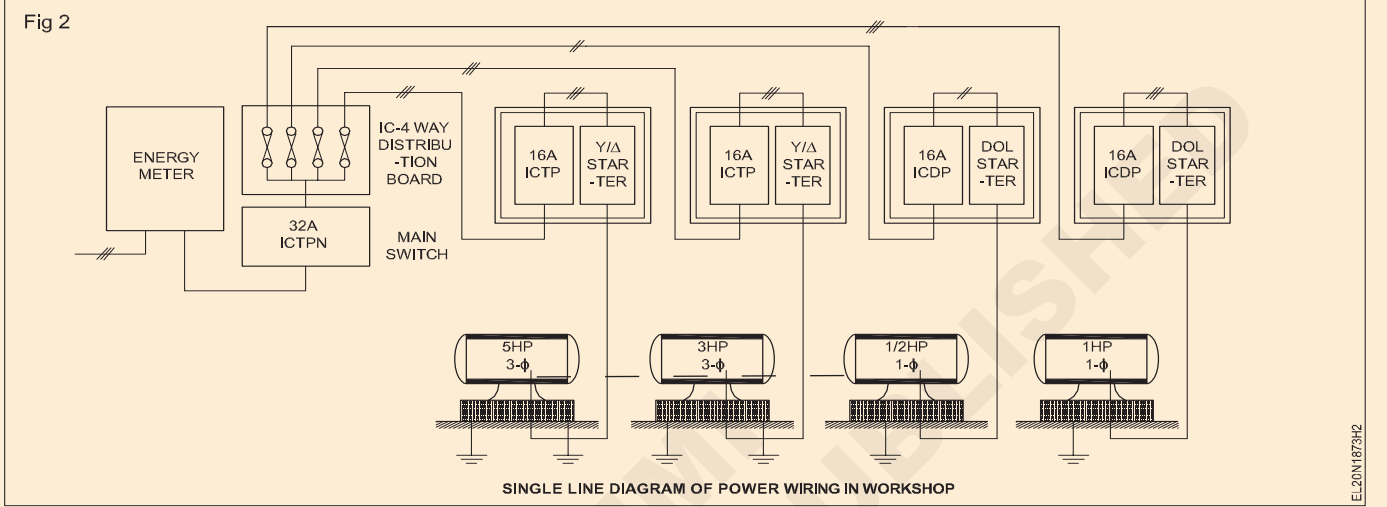 Fig 2
ENERGY
METER
IC-4 WAY
DISTRIBU
-TION
BOARD
32A
ICTPN
MAIN
SWITCH
16A
ICTP
Y/Δ
STAR
-TER
16A
ICTP
Y/Δ
STAR
-TER
16A
ICDP
DOL
STAR
-TER
16A
ICDP
DOL
STAR
-TER
5HP
3-ϕ
3HP
3-ϕ
1/2HP
1-ϕ
1HP
1-ϕ
SINGLE LINE DIAGRAM OF POWER WIRING IN WORKSHOP
EL20N1873H2